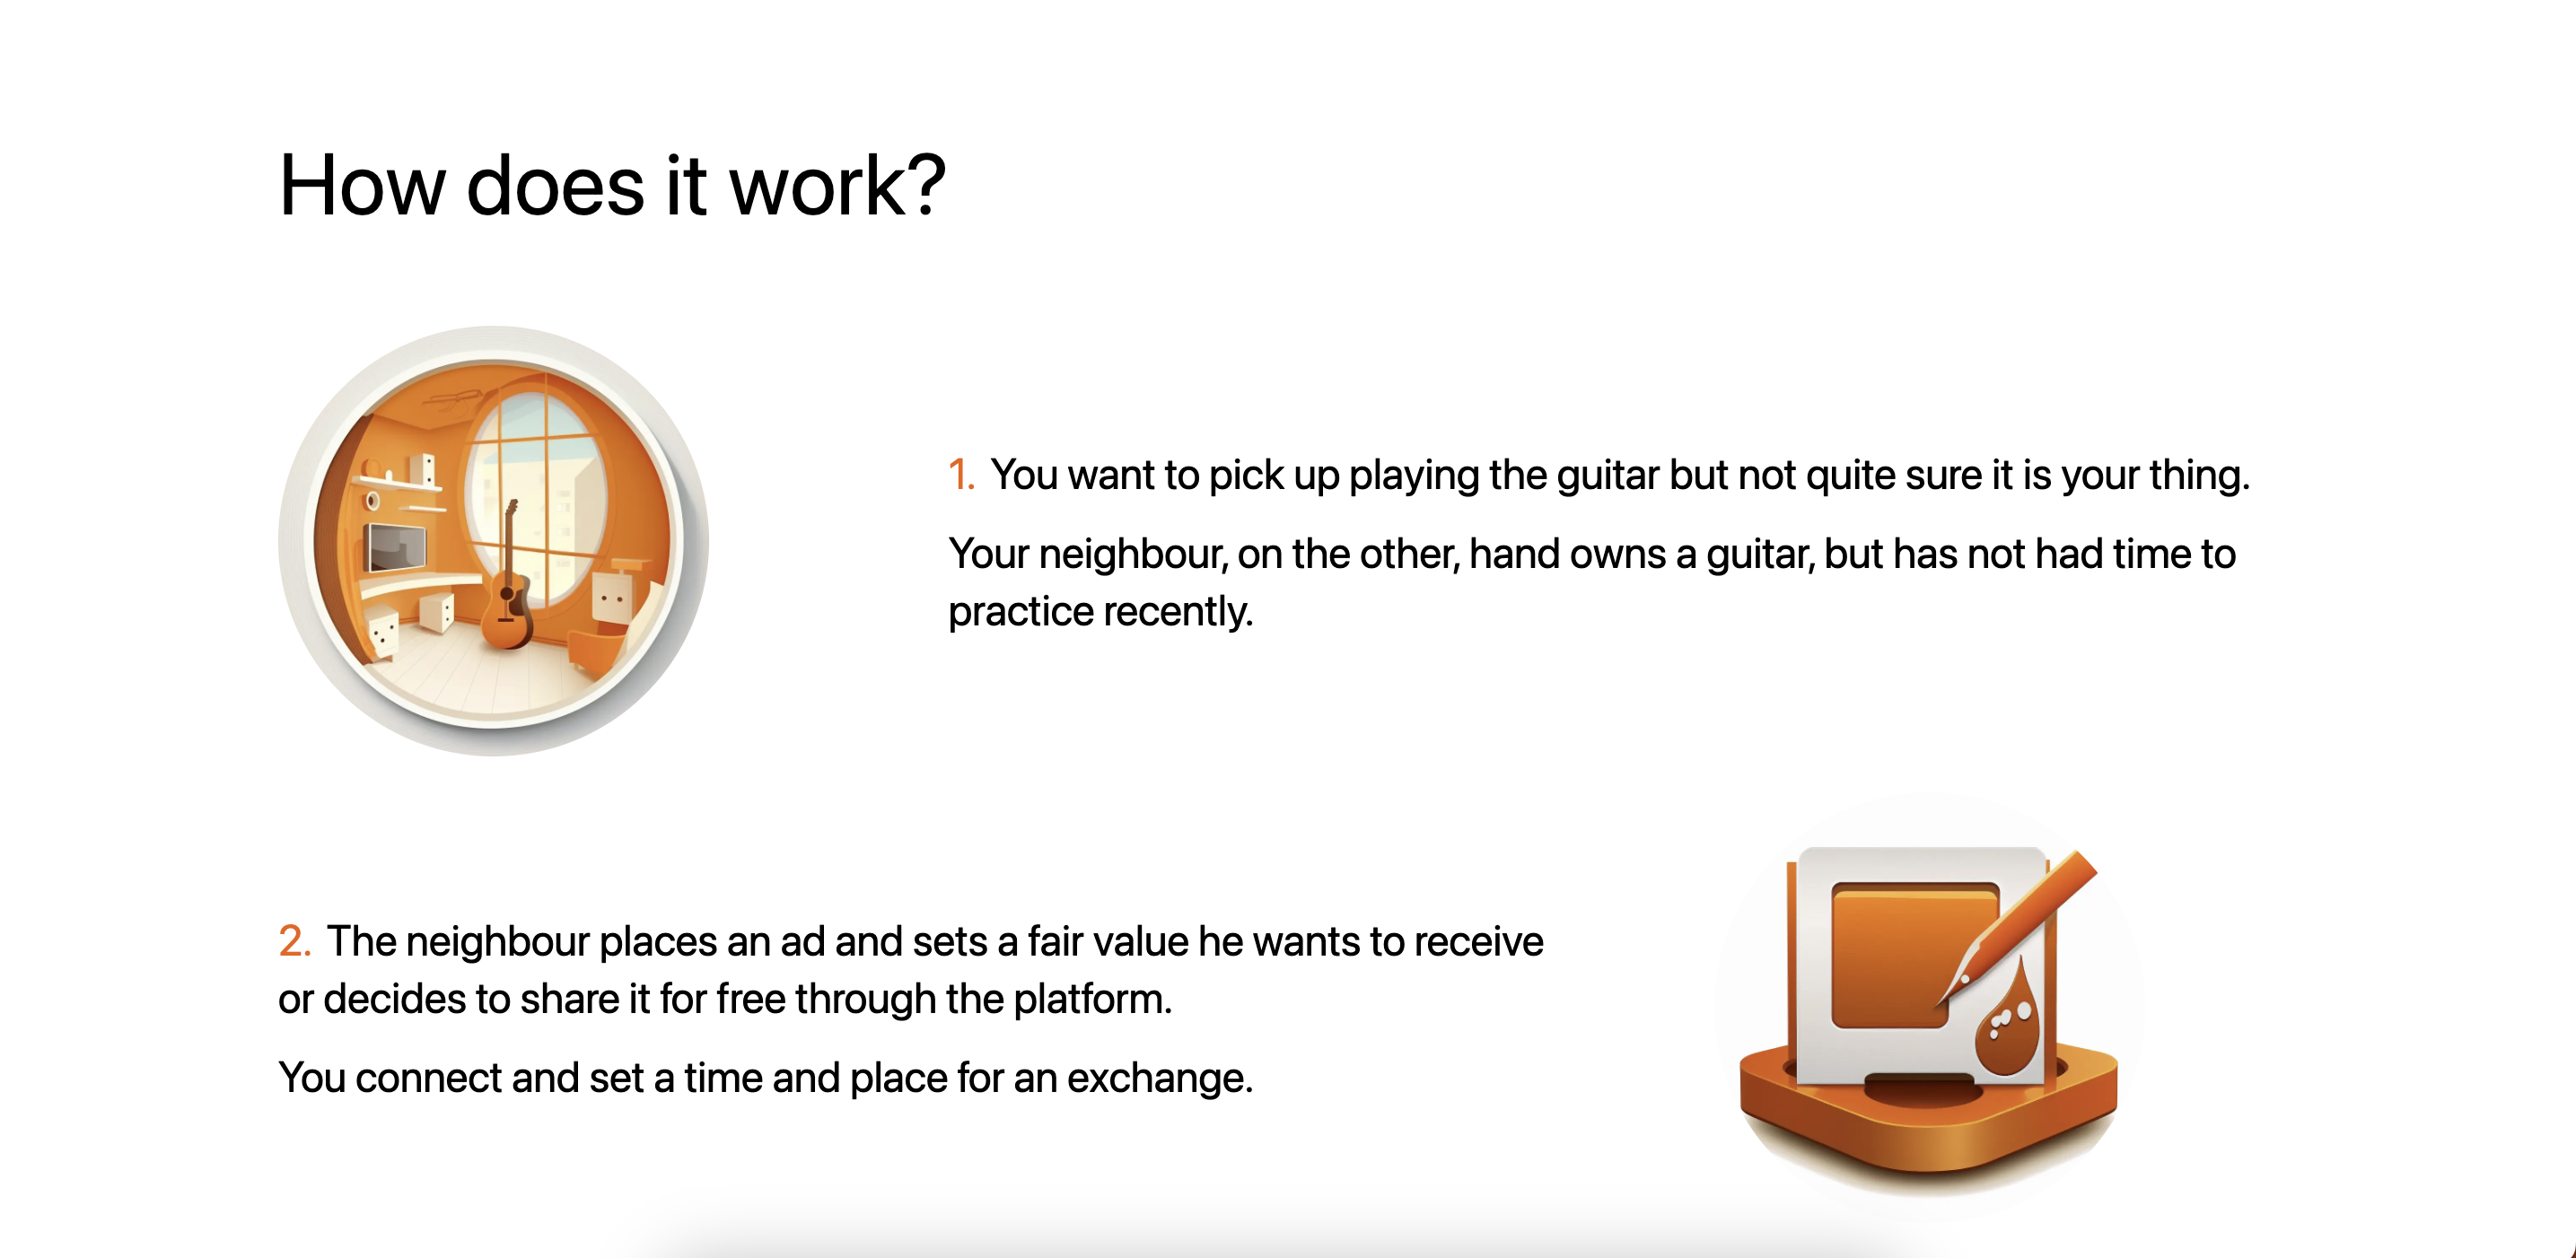 How does it work?
1. You want to pick up playing the guitar but not quite sure it is your thing.
Your neighbour, on the other, hand owns a guitar, but has not had time to
practice recently.
2. The neighbour places an ad and sets a fair value he wants to receive
or decides to share it for free through the platform.
You connect and set a time and place for an exchange.